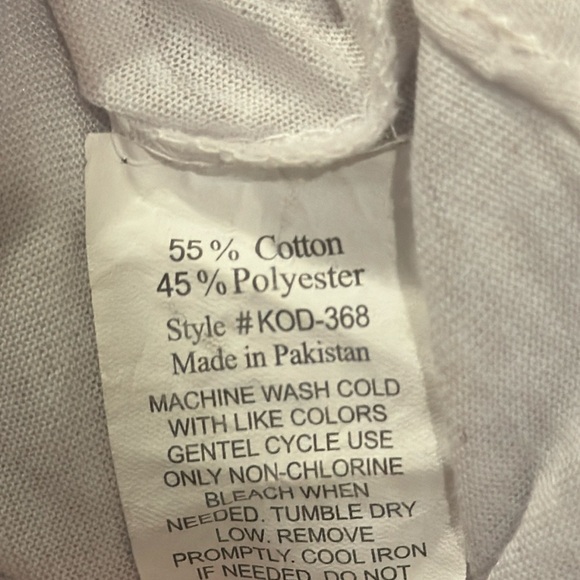 55% Cotton
45% Polyester
Style #KOD-368
Made in Pakistan
MACHINE WASH COLD
WITH LIKE COLORS
GENTEL CYCLE USE
ONLY NON-CHLORINE
BLEACH WHEN
NEEDED. TUMBLE DRY
LOW. REMOVE
PROMPTLY. COOL IRON
IF NEEDED. DO NOT